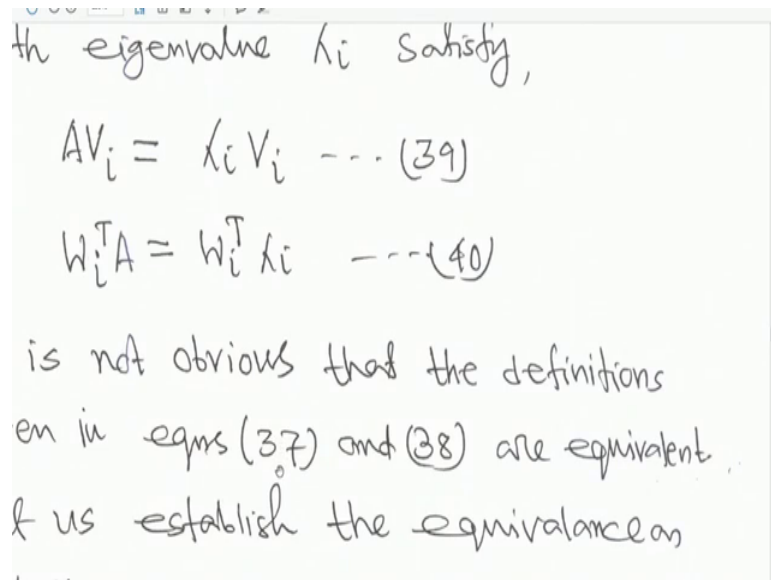 th eigenvalue λi satisfy,
AVi = λi Vi ---- (39)
WiᵀA = Wiᵀ λi ----(40)
is not obvious that the definitions
en in eqns (37) and (38) are equivalent.
us establish the equivalance as